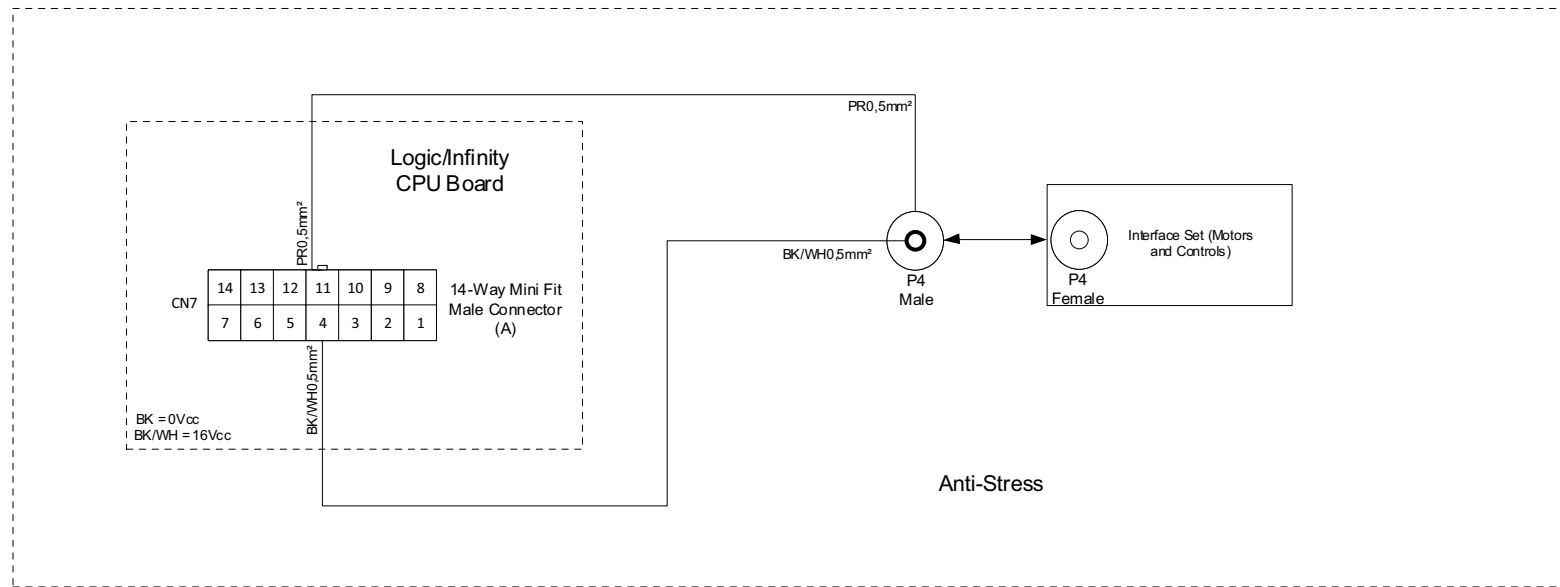 PR0,5mm²
Logic/Infinity
CPU Board
PR0,5mm²
BK/WH0,5mm²
Interface Set (Motors
and Controls)
P4
Male
P4
Female
CN7
14 13 12 11 10 9 8
7 6 5 4 3 2 1
14-Way Mini Fit
Male Connector
(A)
BK/WH0,5mm²
BK = 0Vcc
BK/WH = 16Vcc
Anti-Stress